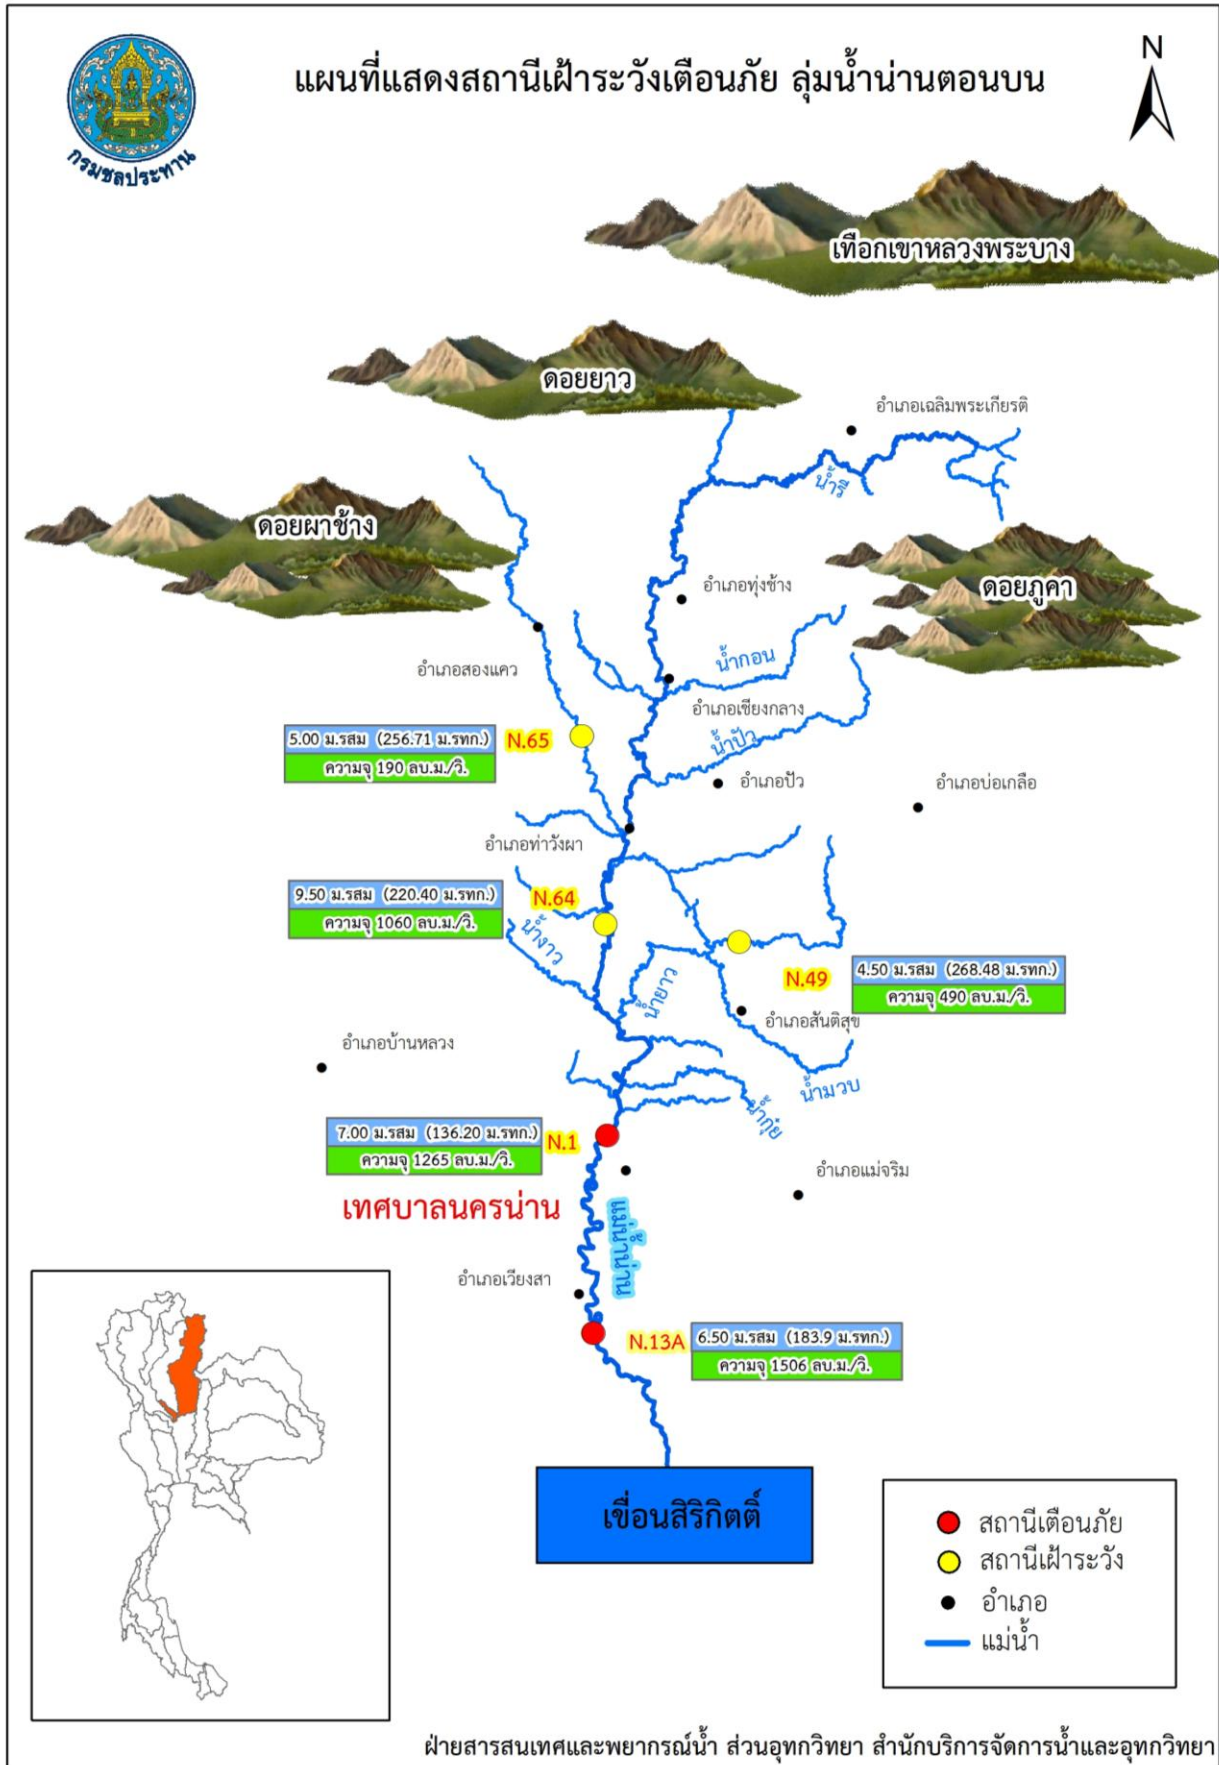 แผนที่แสดงสถานีเฝ้าระวังเตือนภัย ลุ่มน้ำน่านตอนบน
N
กรมชลประทาน
เทือกเขาหลวงพระบาง
ดอยยาว
อำเภอเฉลิมพระเกียรติ
น้ำรี
ดอยผาช้าง
ดอยภูคา
อำเภอทุ่งช้าง
น้ำกอน
อำเภอสองแคว
อำเภอเชียงกลาง
5.00 ม.รสม (256.71 ม.รทก.)
ความจุ 190 ลบ.ม./วิ.
N.65
น้ำปัว
อำเภอปัว
อำเภอบ่อเกลือ
อำเภอท่าวังผา
9.50 ม.รสม (220.40 ม.รทก.)
ความจุ 1060 ลบ.ม./วิ.
N.64
น้ำงาว
น้ำยาว
N.49
4.50 ม.รสม (268.48 ม.รทก.)
ความจุ 490 ลบ.ม./วิ.
อำเภอสันติสุข
อำเภอบ้านหลวง
น้ำมวบ
น้ำกุ๋ย
7.00 ม.รสม (136.20 ม.รทก.)
ความจุ 1265 ลบ.ม./วิ.
N.1
อำเภอแม่จริม
เทศบาลนครน่าน
แม่น้ำน่าน
อำเภอเวียงสา
N.13A
6.50 ม.รสม (183.9 ม.รทก.)
ความจุ 1506 ลบ.ม./วิ.
เขื่อนสิริกิตติ์
สถานีเตือนภัย
สถานีเฝ้าระวัง
อำเภอ
แม่น้ำ
ฝ่ายสารสนเทศและพยากรณ์น้ำ ส่วนอุทกวิทยา สำนักบริการจัดการน้ำและอุทกวิทยา